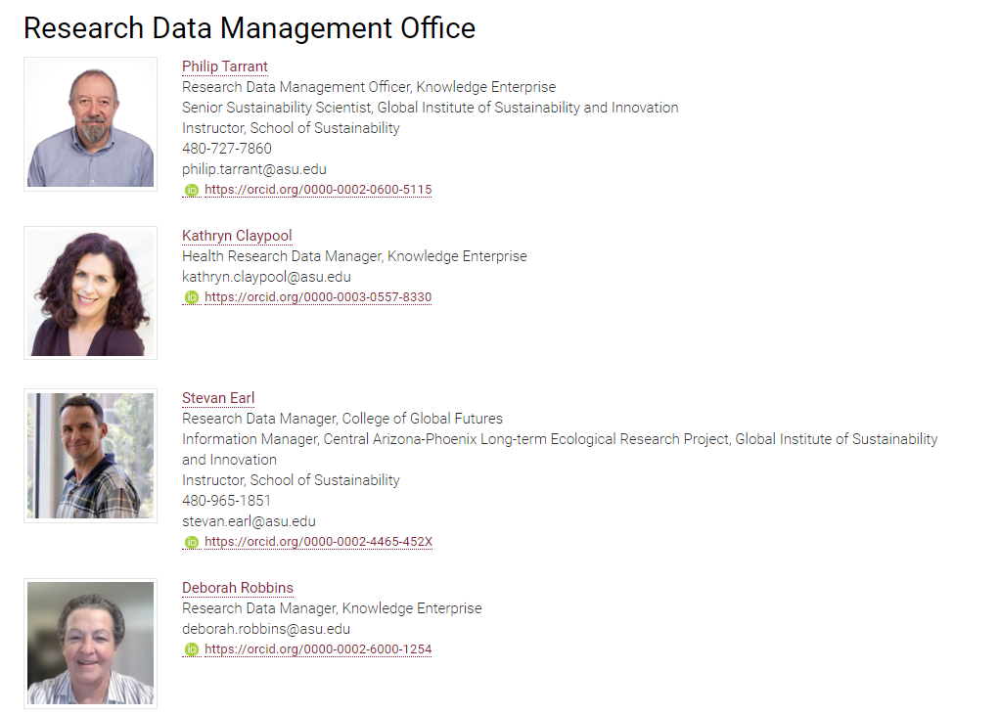 Research Data Management Office
Philip Tarrant
Research Data Management Officer, Knowledge Enterprise
Senior Sustainability Scientist, Global Institute of Sustainability and Innovation
Instructor, School of Sustainability
480-727-7860
philip.tarrant@asu.edu
iD https://orcid.org/0000-0002-0600-5115
Kathryn Claypool
Health Research Data Manager, Knowledge Enterprise
kathryn.claypool@asu.edu
iD https://orcid.org/0000-0003-0557-8330
Stevan Earl
Research Data Manager, College of Global Futures
Information Manager, Central Arizona-Phoenix Long-term Ecological Research Project, Global Institute of Sustainability
and Innovation
Instructor, School of Sustainability
480-965-1851
stevan.earl@asu.edu
iD https://orcid.org/0000-0002-4465-452X
Deborah Robbins
Research Data Manager, Knowledge Enterprise
deborah.robbins@asu.edu
iD https://orcid.org/0000-0002-6000-1254